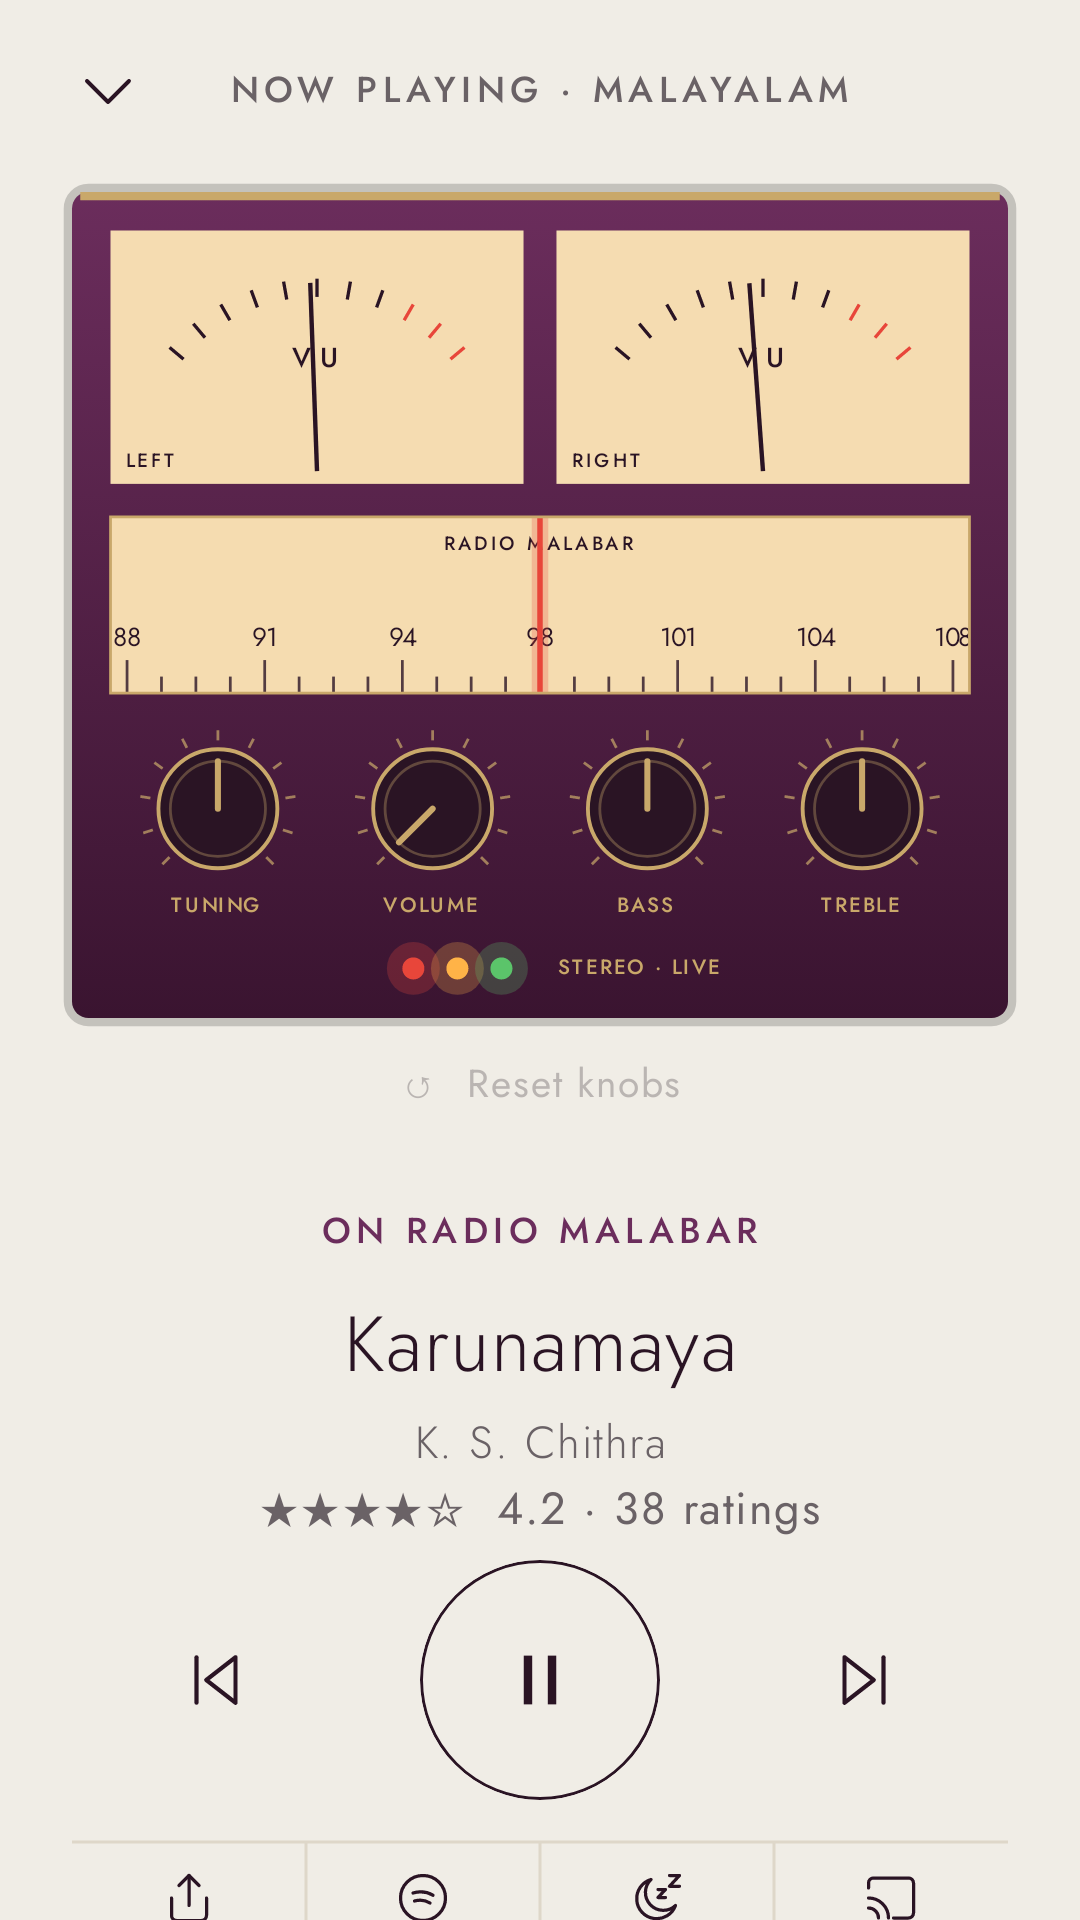 NOW PLAYING · MALAYALAM
VU
VU
LEFT
RIGHT
RADIO MALABAR
88 91 94 98 101 104 108
TUNING VOLUME BASS TREBLE
STEREO · LIVE
↺ Reset knobs
ON RADIO MALABAR
Karunamaya
K. S. Chithra
★★★★☆ 4.2 · 38 ratings